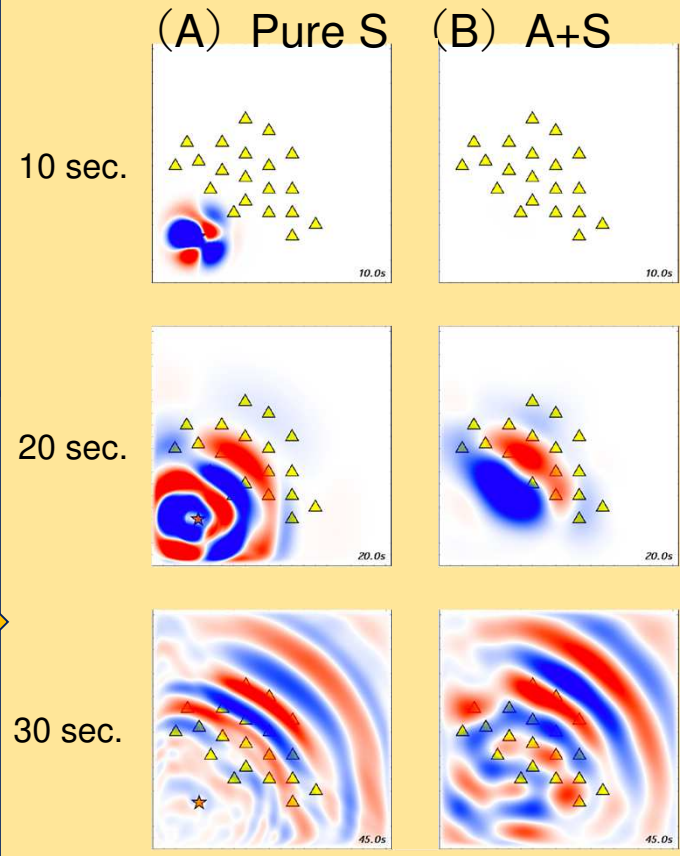 （A）Pure S （B）A+S
10 sec.
10.0s 10.0s
20 sec.
20.0s 20.0s
30 sec.
45.0s 45.0s